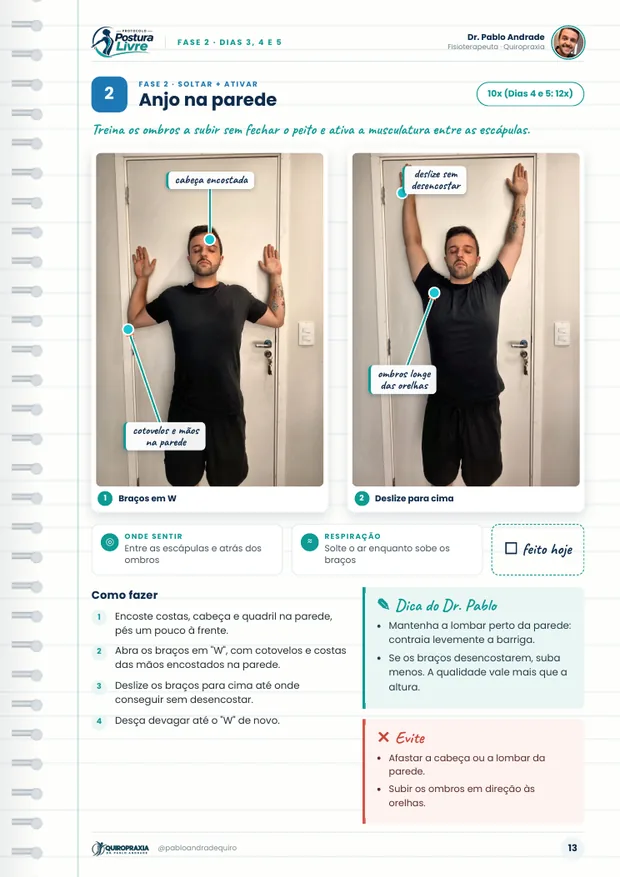 PROTOCOLO
Postura
Livre
FASE 2 · DIAS 3, 4 E 5
Dr. Pablo Andrade
Fisioterapeuta · Quiropraxia
2
FASE 2 · SOLTAR + ATIVAR
Anjo na parede
10x (Dias 4 e 5: 12x)
Treina os ombros a subir sem fechar o peito e ativa a musculatura entre as escápulas.
cabeça encostada
cotovelos e mãos
na parede
1 Braços em W
deslize sem
desencostar
ombros longe
das orelhas
2 Deslize para cima
ONDE SENTIR
Entre as escápulas e atrás dos
ombros
RESPIRAÇÃO
Solte o ar enquanto sobe os
braços
feito hoje
Como fazer
1 Encoste costas, cabeça e quadril na parede,
pés um pouco à frente.
2 Abra os braços em "W", com cotovelos e costas
das mãos encostados na parede.
3 Deslize os braços para cima até onde
conseguir sem desencostar.
4 Desça devagar até o "W" de novo.
Dica do Dr. Pablo
• Mantenha a lombar perto da parede:
contraia levemente a barriga.
• Se os braços desencostarem, suba
menos. A qualidade vale mais que a
altura.
Evite
• Afastar a cabeça ou a lombar da
parede.
• Subir os ombros em direção às
orelhas.
QUIROPRAXIA
DR. PABLO ANDRADE
@pabloandradequiro
13